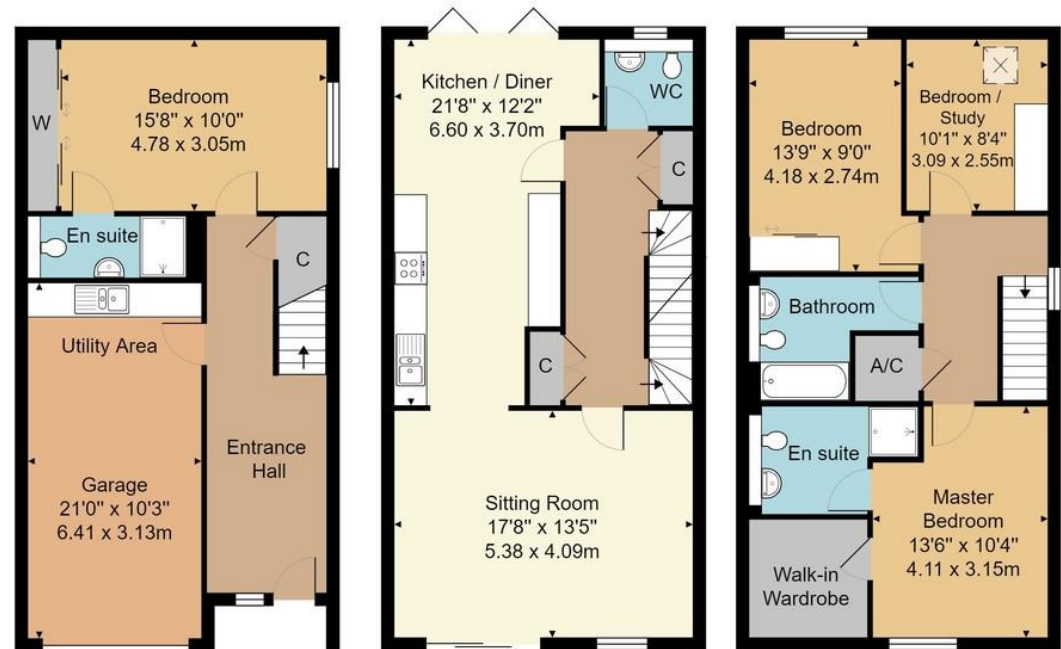 Bedroom
15'8" x 10'0"
4.78 x 3.05m
W
En suite
C
Utility Area
Entrance
Hall
Garage
21'0" x 10'3"
6.41 x 3.13m
Kitchen / Diner
21'8" x 12'2"
6.60 x 3.70m
WC
C
C
Sitting Room
17'8" x 13'5"
5.38 x 4.09m
Bedroom
13'9" x 9'0"
4.18 x 2.74m
Bedroom /
Study
10'1" x 8'4"
3.09 x 2.55m
Bathroom
A/C
En suite
Master
Bedroom
13'6" x 10'4"
4.11 x 3.15m
Walk-in
Wardrobe